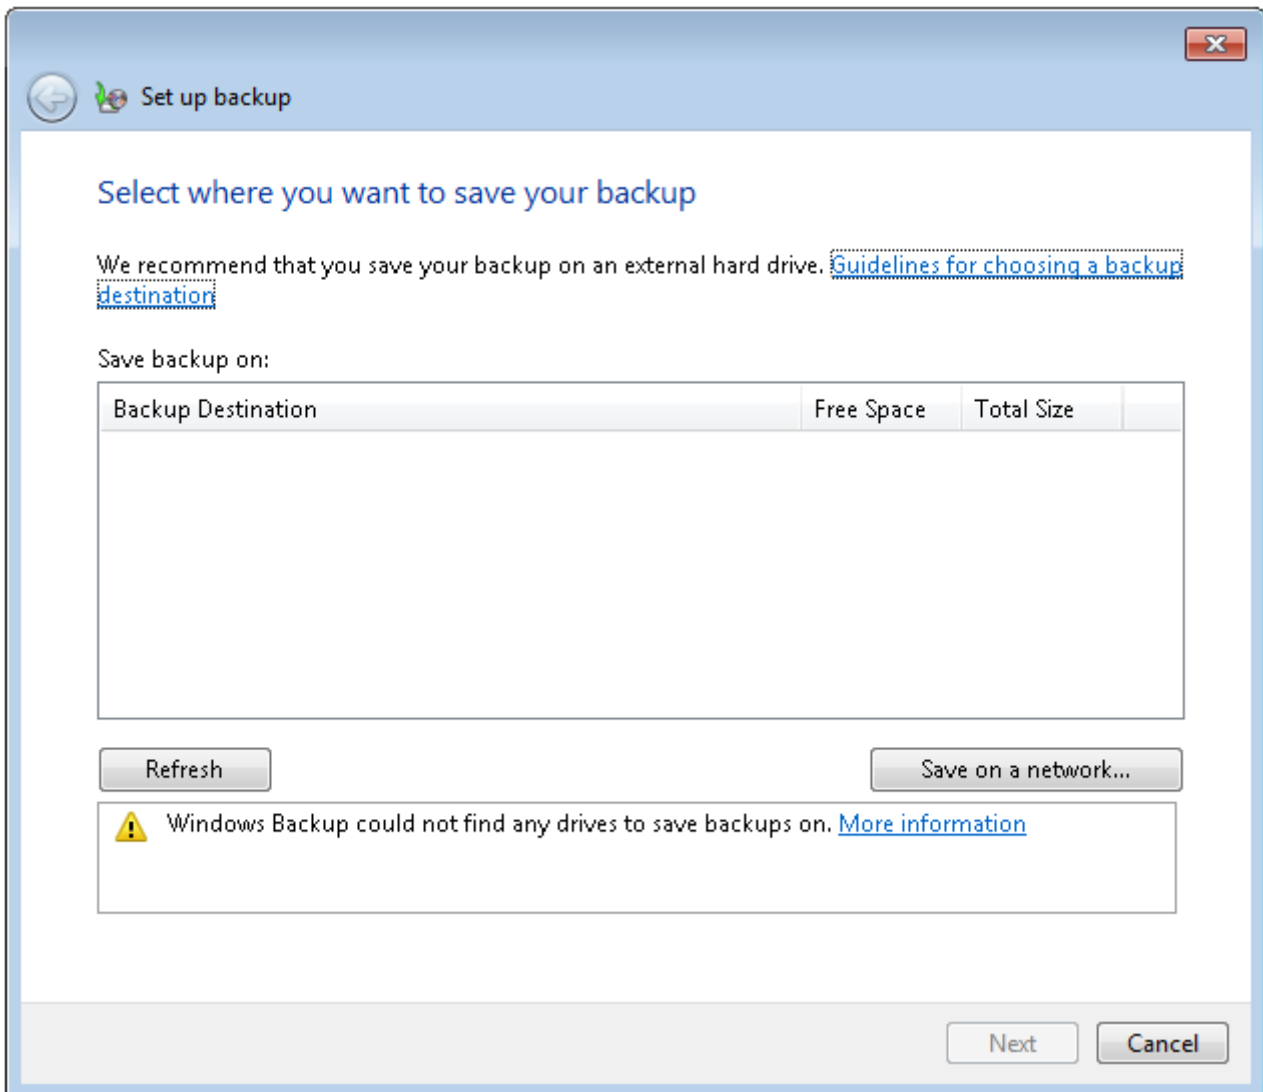 Set up backup
Select where you want to save your backup
We recommend that you save your backup on an external hard drive. Guidelines for choosing a backup
destination
Save backup on:
Backup Destination Free Space Total Size
Refresh Save on a network...
Windows Backup could not find any drives to save backups on. More information
Next Cancel